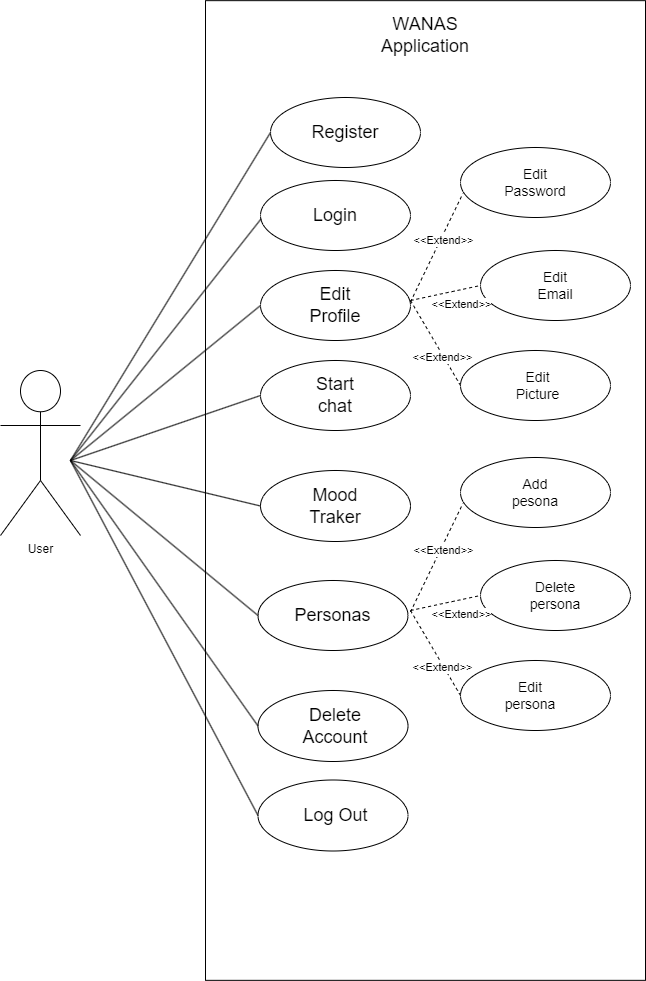 WANAS
Application
Register
Edit
Password
Login
<<Extend>>
Edit
Profile
Edit
Email
<<Extend>>
<<Extend>>
Start
chat
Edit
Picture
Mood
Traker
Add
pesona
User
<<Extend>>
Personas
Delete
persona
<<Extend>>
<<Extend>>
Edit
persona
Delete
Account
Log Out